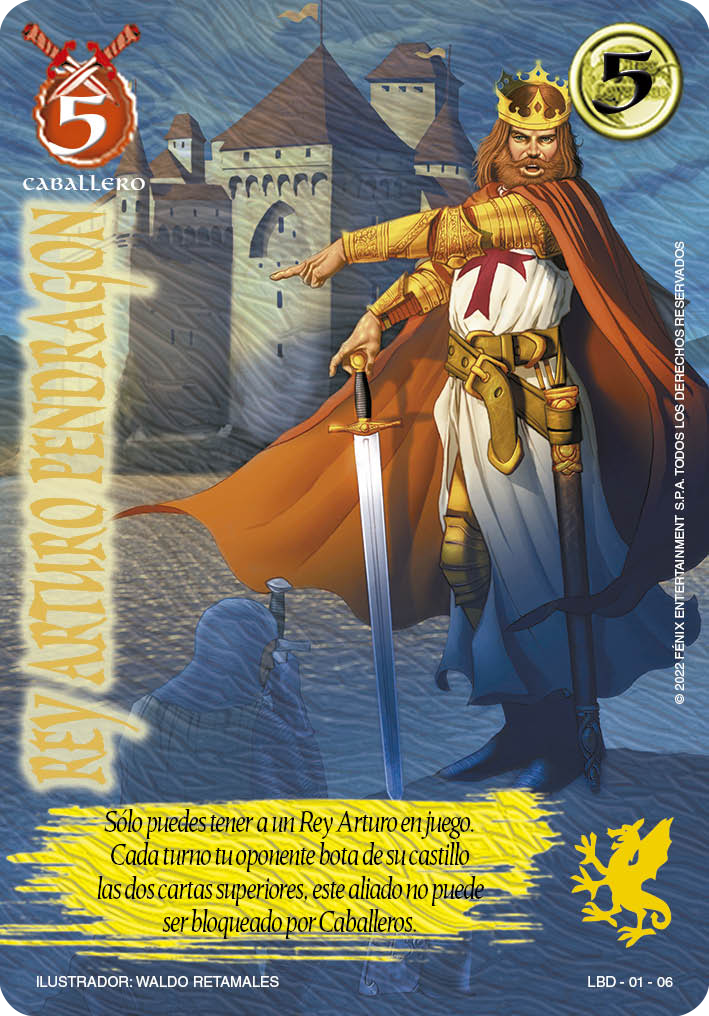 5
CABALLERO
5
REY ARTURO PENDRAGON
© 2022 FÉNIX ENTERTAINMENT S.P.A. TODOS LOS DERECHOS RESERVADOS
Sólo puedes tener a un Rey Arturo en juego.
Cada turno tu oponente bota de su castillo
las dos cartas superiores, este aliado no puede
ser bloqueado por Caballeros.
ILUSTRADOR: WALDO RETAMALES
LBD - 01 - 06